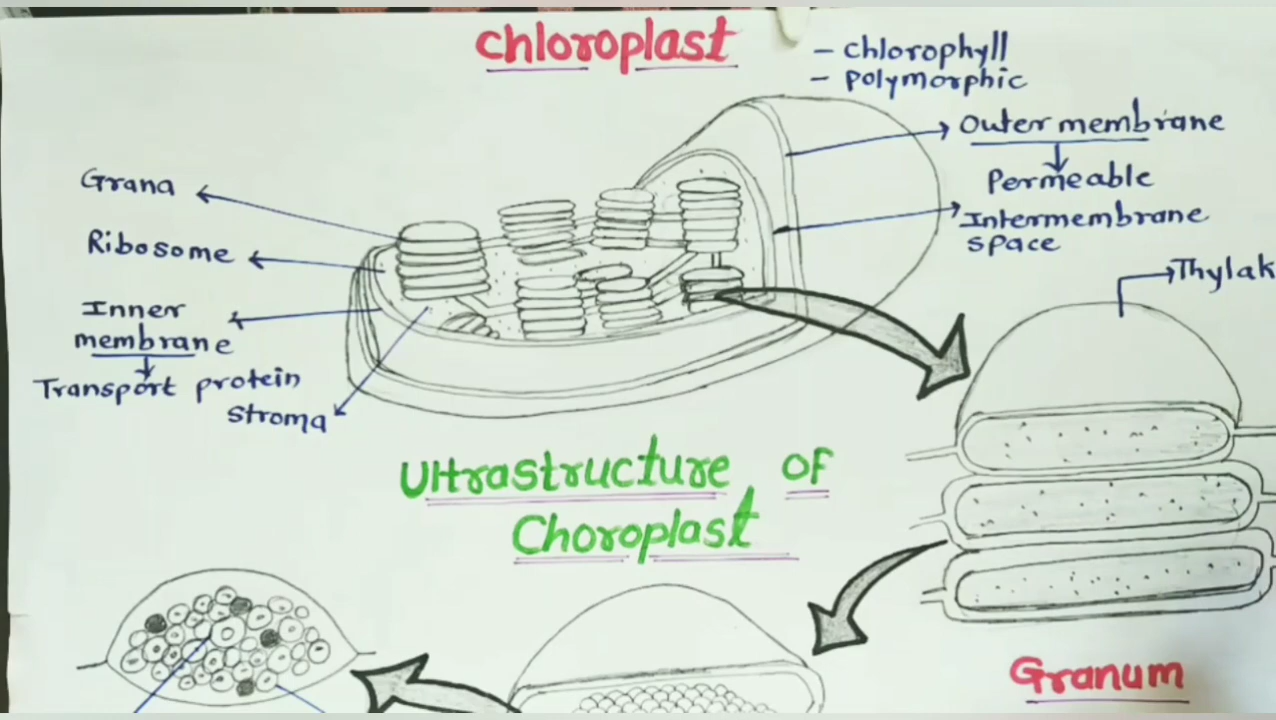 chloroplast
- chlorophyll
- polymorphic
Outer membrane
Permeable
Intermembrane
space
Thylak
Grana
Ribosome
Inner
membrane
Transport protein
Stroma
Ultrastructure of
Choroplast
Granum